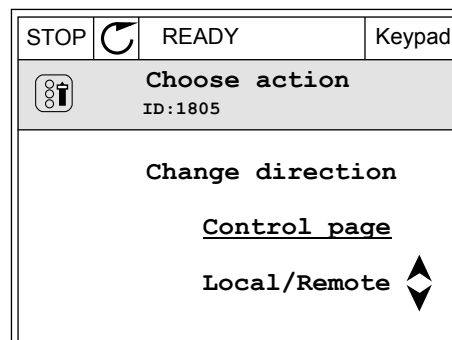 STOP READY Keypad
Choose action
ID:1805
Change direction
Control page
Local/Remote